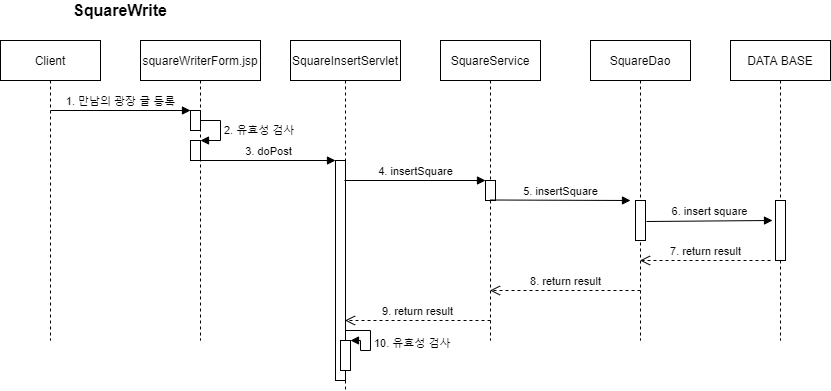 SquareWrite
Client
squareWriterForm.jsp
SquareInsertServlet
SquareService
SquareDao
DATA BASE
1. 만남의 광장 글 등록
2. 유효성 검사
3. doPost
4. insertSquare
5. insertSquare
6. insert square
7. return result
8. return result
9. return result
10. 유효성 검사